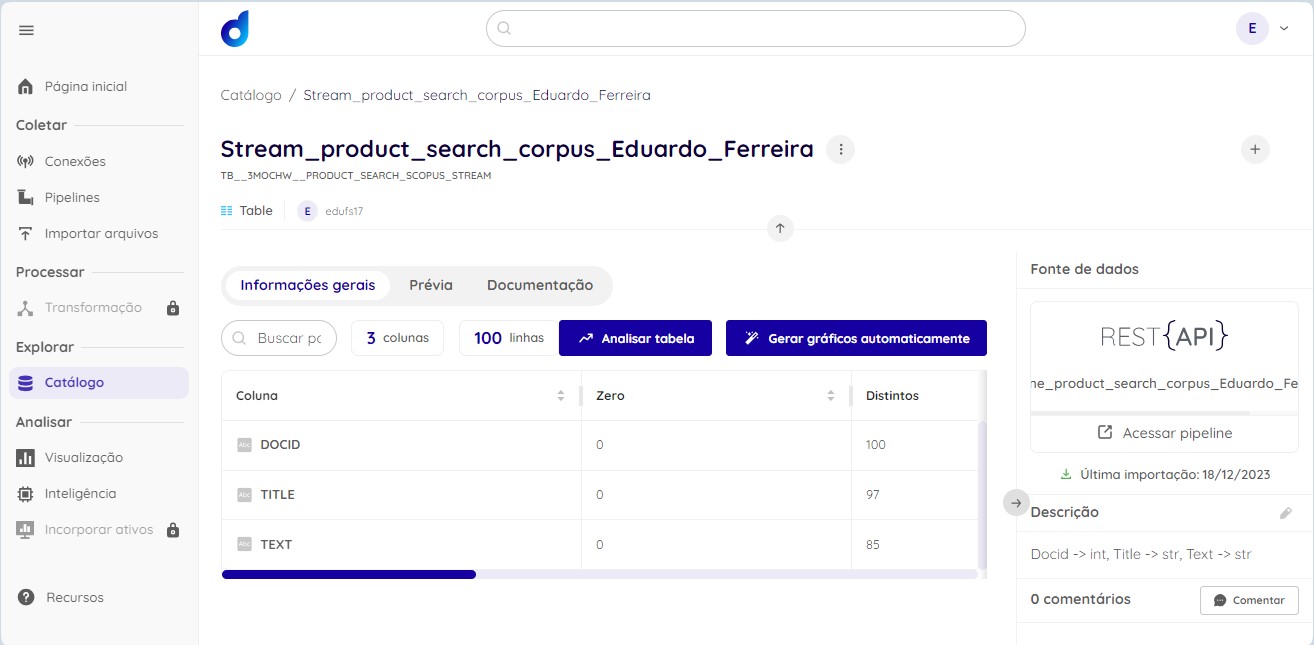 E
Página inicial
Catálogo / Stream_product_search_corpus_Eduardo_Ferreira
Coletar
Stream_product_search_corpus_Eduardo_Ferreira
TB__3MOCHW__PRODUCT_SEARCH_SCOPUS_STREAM
Conexões
Pipelines
Table E edufs17
Importar arquivos
Processar
Transformação
Explorar
Catálogo
Analisar
Visualização
Inteligência
Incorporar ativos
Recursos
Informações gerais Prévia Documentação
Buscar pc 3 colunas 100 linhas Analisar tabela Gerar gráficos automaticamente
Coluna Zero Distintos
Abc DOCID 0 100
Abc TITLE 0 97
Abc TEXT 0 85
Fonte de dados
REST{API}
ne_product_search_corpus_Eduardo_Fe
Acessar pipeline
Última importação: 18/12/2023
Descrição
Docid -> int, Title -> str, Text -> str
0 comentários Comentar